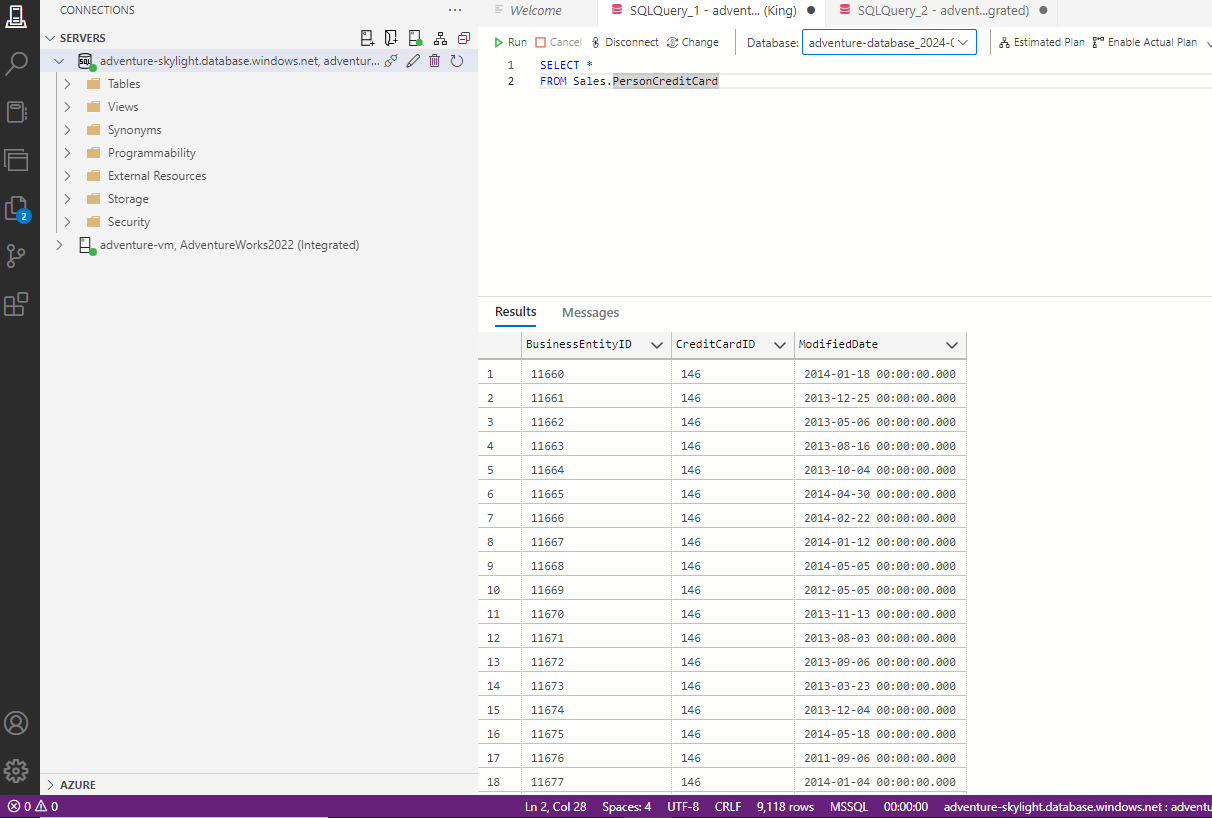 CONNECTIONS ...
SERVERS
adventure-skylight.database.windows.net, adventur...
Tables
Views
Synonyms
Programmability
External Resources
Storage
Security
adventure-vm, AdventureWorks2022 (Integrated)
AZURE
2
Welcome SQLQuery_1 - advent... (King) SQLQuery_2 - advent...grated)
Run Cancel Disconnect Change Database: adventure-database_2024-( Estimated Plan Enable Actual Plan
1 SELECT *
2 FROM Sales.PersonCreditCard
Results Messages
BusinessEntityID CreditCardID ModifiedDate
1 11660 146 2014-01-18 00:00:00.000
2 11661 146 2013-12-25 00:00:00.000
3 11662 146 2013-05-06 00:00:00.000
4 11663 146 2013-08-16 00:00:00.000
5 11664 146 2013-10-04 00:00:00.000
6 11665 146 2014-04-30 00:00:00.000
7 11666 146 2014-02-22 00:00:00.000
8 11667 146 2014-01-12 00:00:00.000
9 11668 146 2014-05-05 00:00:00.000
10 11669 146 2012-05-05 00:00:00.000
11 11670 146 2013-11-13 00:00:00.000
12 11671 146 2013-08-03 00:00:00.000
13 11672 146 2013-09-06 00:00:00.000
14 11673 146 2013-03-23 00:00:00.000
15 11674 146 2013-12-04 00:00:00.000
16 11675 146 2014-05-18 00:00:00.000
17 11676 146 2011-09-06 00:00:00.000
18 11677 146 2014-01-04 00:00:00.000
0 0 Ln 2, Col 28 Spaces: 4 UTF-8 CRLF 9,118 rows MSSQL 00:00:00 adventure-skylight.database.windows.net : adventu